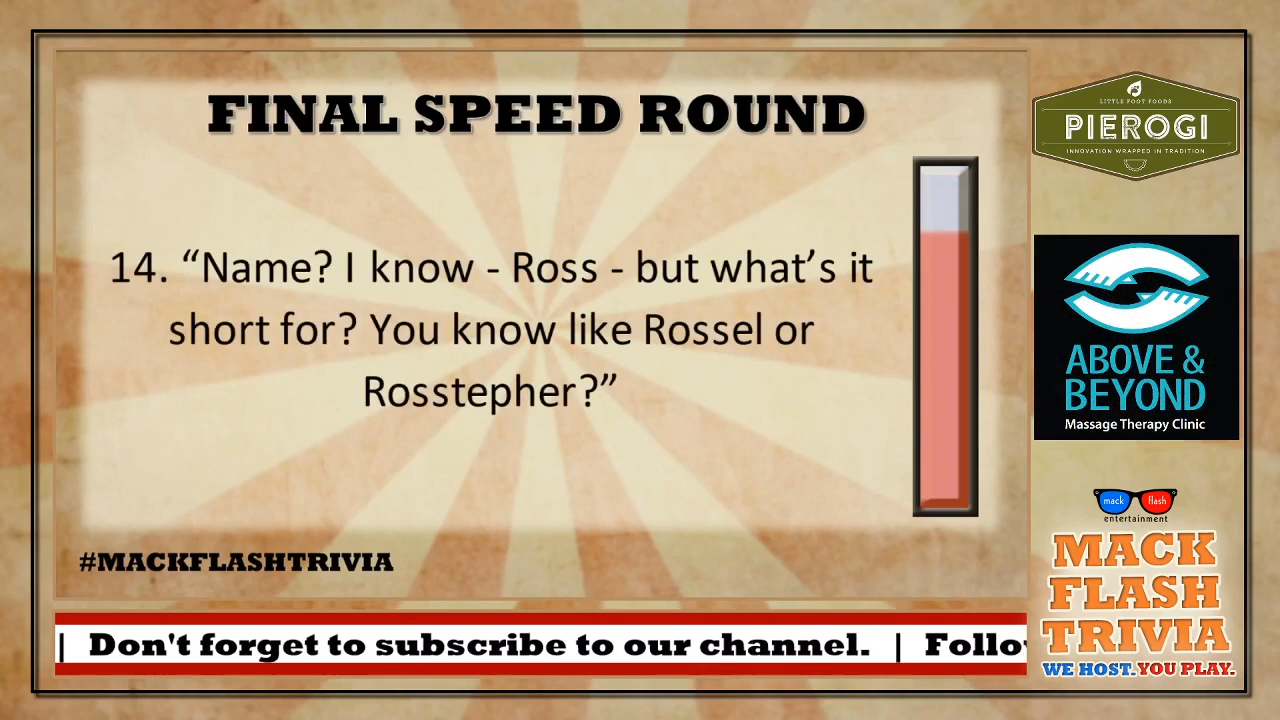 FINAL SPEED ROUND
14. “Name? I know - Ross - but what’s it
short for? You know like Rossel or
Rosstepher?”
#MACKFLASHTRIVIA
| Don't forget to subscribe to our channel. | Follo
LITTLE FOOT FOODS
PIEROGI
INNOVATION WRAPPED IN TRADITION
ABOVE &
BEYOND
Massage Therapy Clinic
mack flash
entertainment
MACK
FLASH
TRIVIA
WE HOST. YOU PLAY.